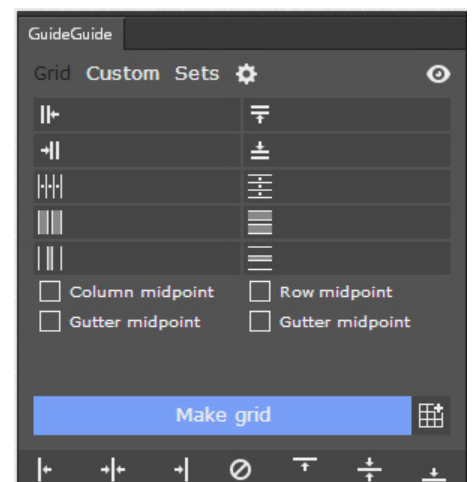 GuideGuide
Grid Custom Sets
Column midpoint Row midpoint
Gutter midpoint Gutter midpoint
Make grid